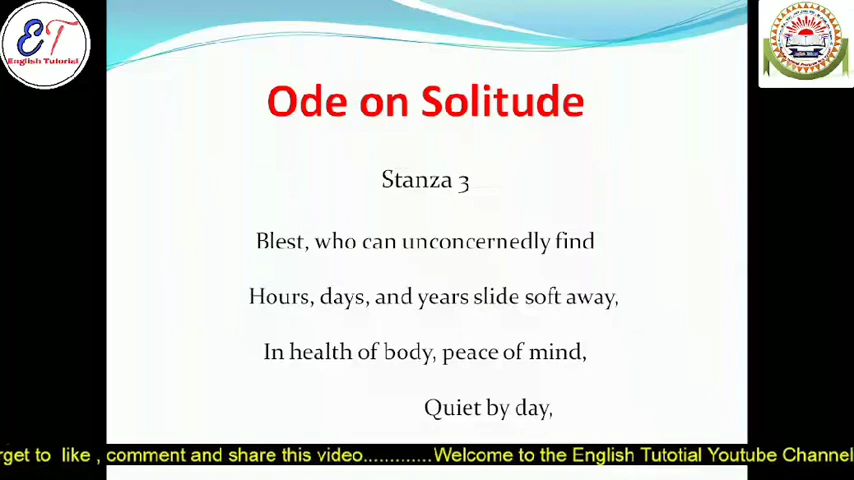 ET
English Tutorial
Ode on Solitude
Stanza 3
Blest, who can unconcernedly find
Hours, days, and years slide soft away,
In health of body, peace of mind,
Quiet by day,
rget to like , comment and share this video.............Welcome to the English Tutotial Youtube Channel